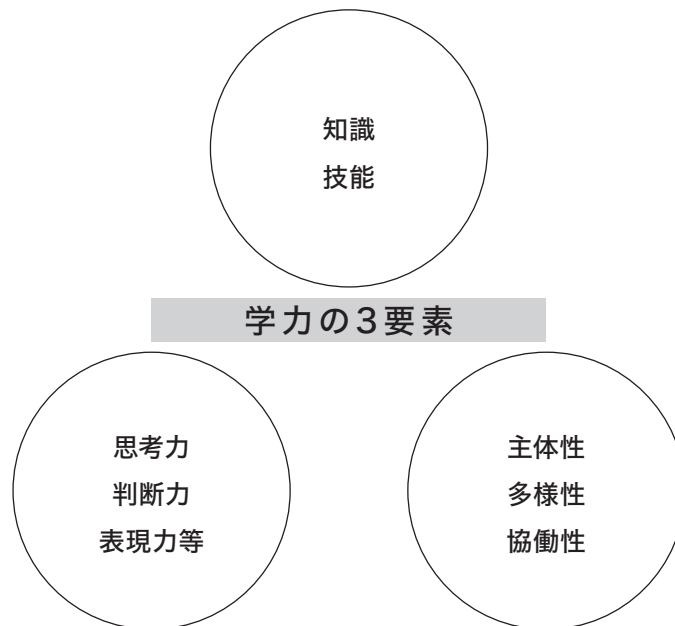 知識
技能
学力の3要素
思考力
判断力
表現力等
主体性
多様性
協働性